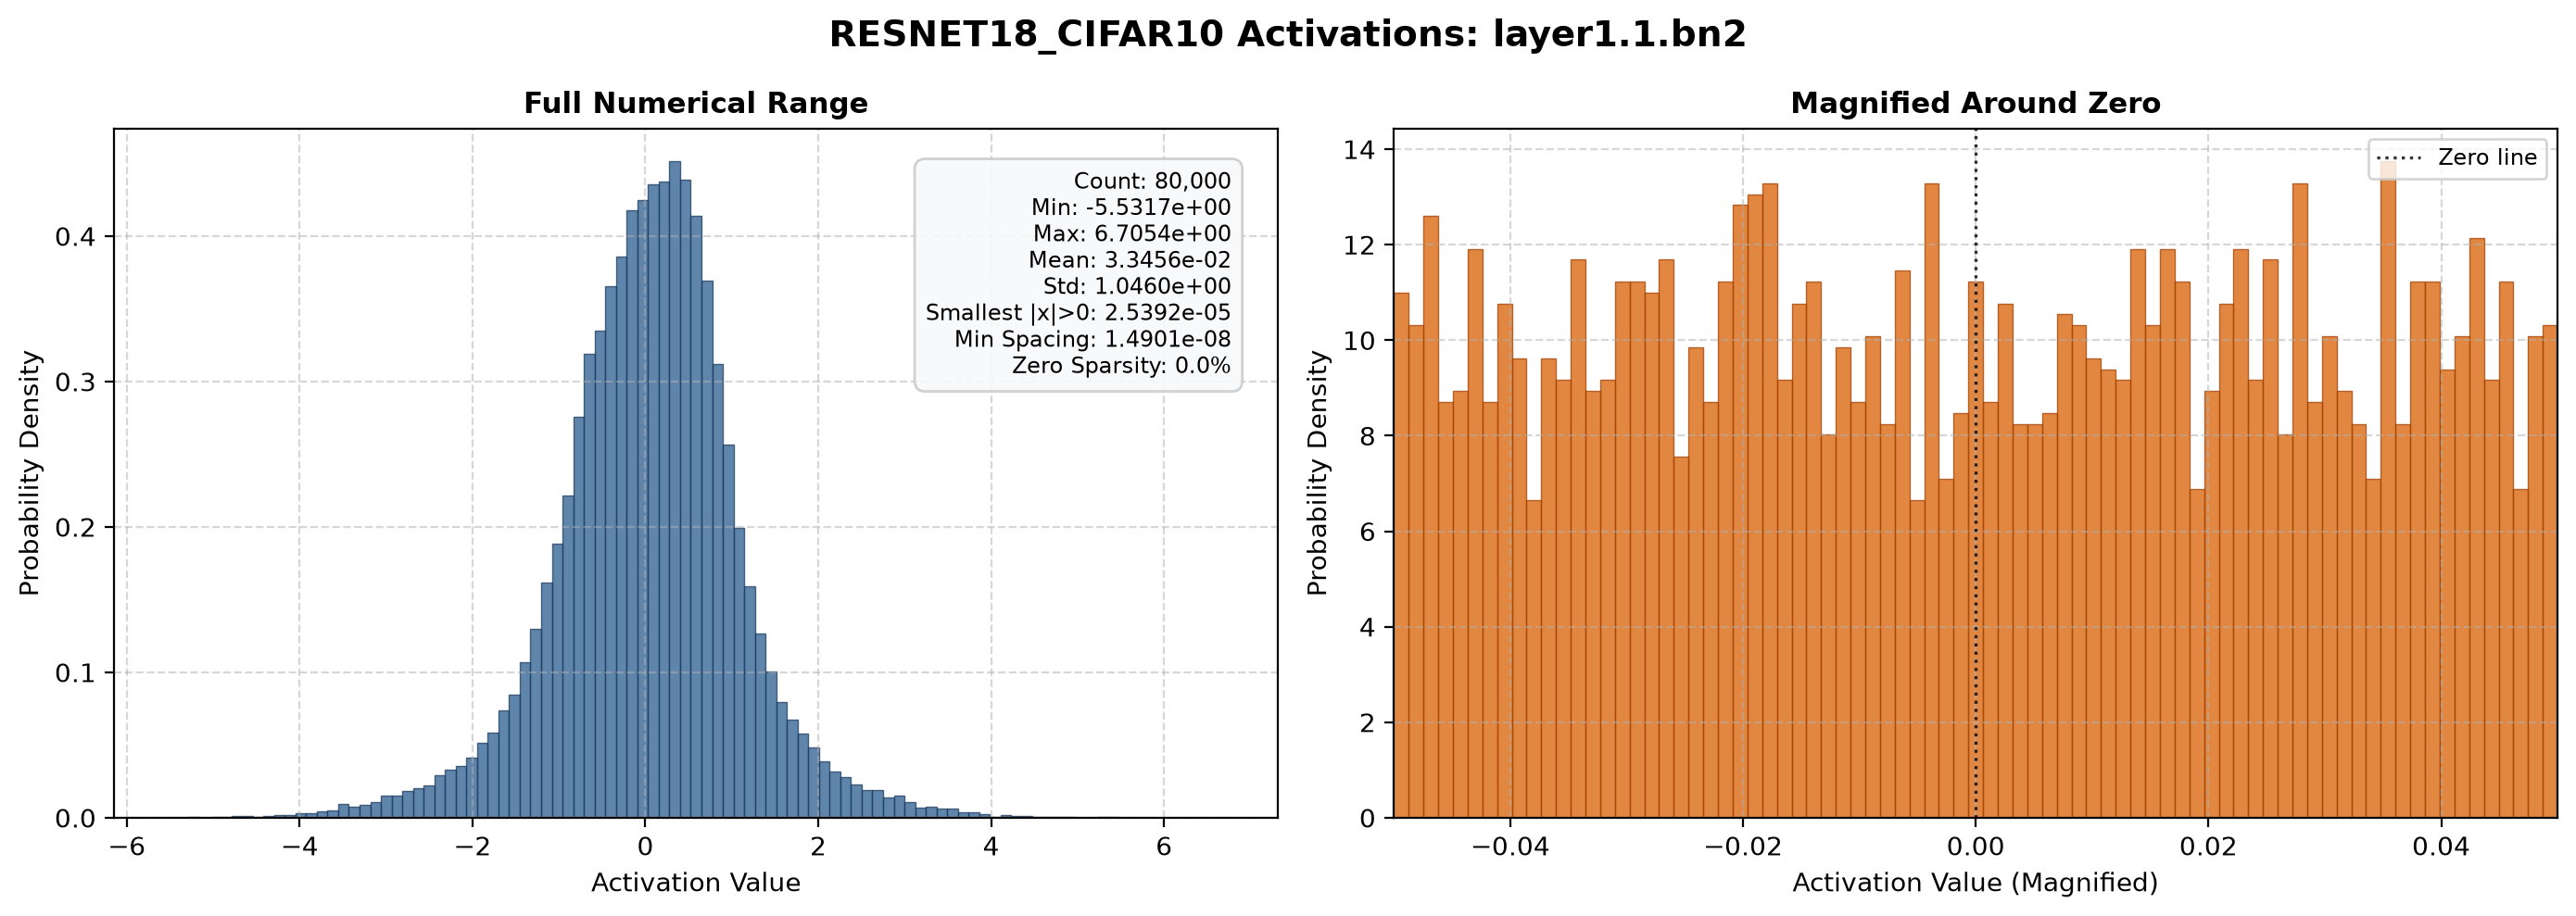 RESNET18_CIFAR10 Activations: layer1.1.bn2
Full Numerical Range
Probability Density
0.4
0.3
0.2
0.1
0.0
Count: 80,000
Min: -5.5317e+00
Max: 6.7054e+00
Mean: 3.3456e-02
Std: 1.0460e+00
Smallest |x|>0: 2.5392e-05
Min Spacing: 1.4901e-08
Zero Sparsity: 0.0%
−6 −4 −2 0 2 4 6
Activation Value
Magnified Around Zero
Probability Density
14
12
10
8
6
4
2
0
Zero line
−0.04 −0.02 0.00 0.02 0.04
Activation Value (Magnified)